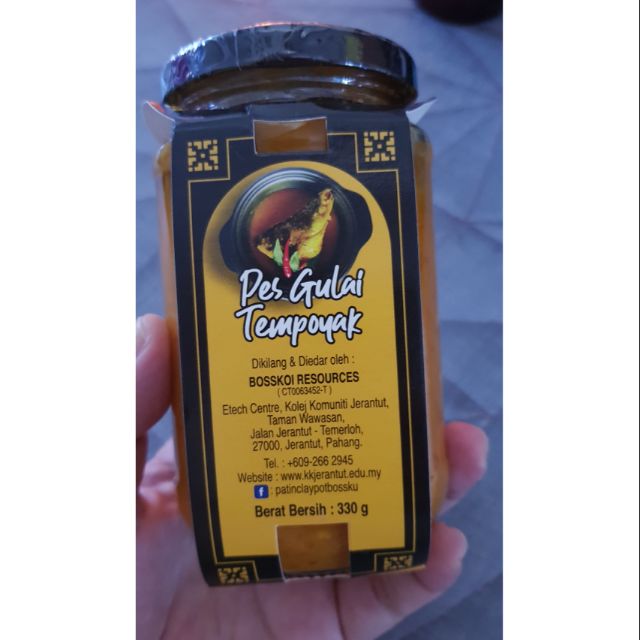 Pes Gulai
Tempoyak
Dikilang & Diedar oleh :
BOSSKOI RESOURCES
( CT0063452-T )
Etech Centre, Kolej Komuniti Jerantut,
Taman Wawasan,
Jalan Jerantut - Temerloh,
27000, Jerantut, Pahang.
Tel. : +609-266 2945
Website : www.kkjerantut.edu.my
f : patinclaypotbossku
Berat Bersih : 330 g